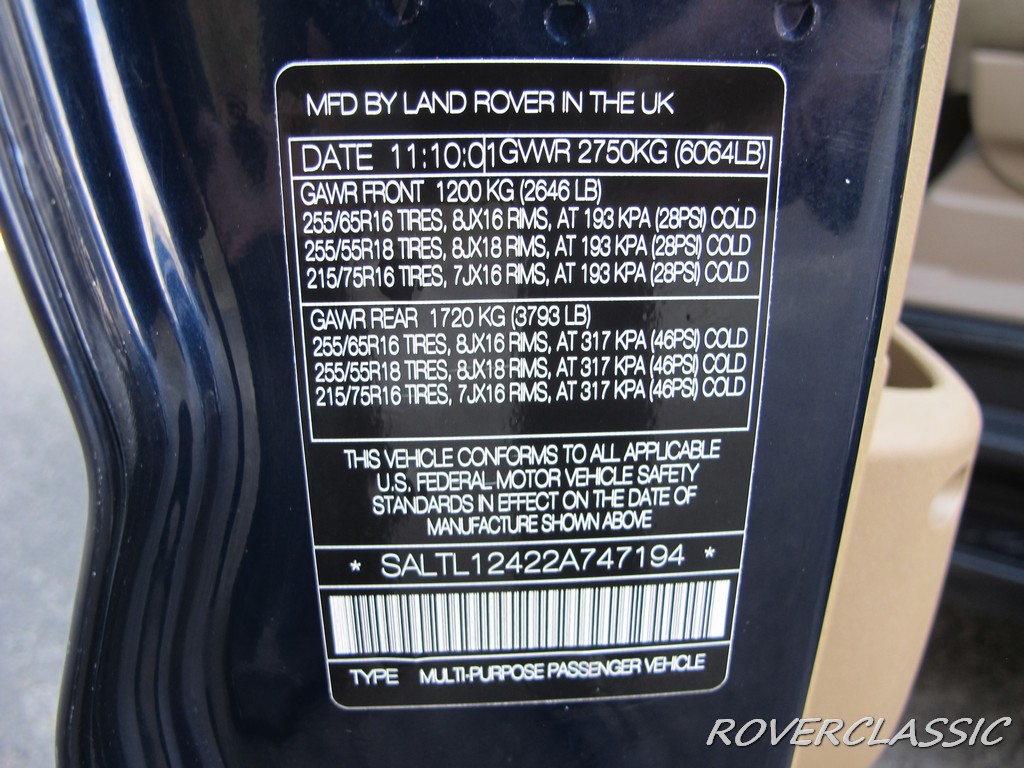 MFD BY LAND ROVER IN THE UK
DATE 11:10:01 GVWR 2750KG (6064LB)
GAWR FRONT 1200 KG (2646 LB)
255/65R16 TIRES, 8JX16 RIMS, AT 193 KPA (28PSI) COLD
255/55R18 TIRES, 8JX18 RIMS, AT 193 KPA (28PSI) COLD
215/75R16 TIRES, 7JX16 RIMS, AT 193 KPA (28PSI) COLD
GAWR REAR 1720 KG (3793 LB)
255/65R16 TIRES, 8JX16 RIMS, AT 317 KPA (46PSI) COLD
255/55R18 TIRES, 8JX18 RIMS, AT 317 KPA (46PSI) COLD
215/75R16 TIRES, 7JX16 RIMS, AT 317 KPA (46PSI) COLD
THIS VEHICLE CONFORMS TO ALL APPLICABLE
U.S. FEDERAL MOTOR VEHICLE SAFETY
STANDARDS IN EFFECT ON THE DATE OF
MANUFACTURE SHOWN ABOVE
* SALTL12422A747194 *
TYPE MULTI-PURPOSE PASSENGER VEHICLE
ROVERCLASSIC